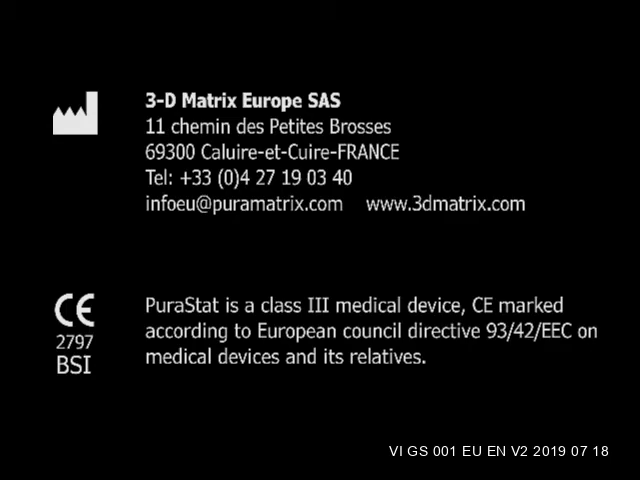 3-D Matrix Europe SAS
11 chemin des Petites Brosses
69300 Caluire-et-Cuire-FRANCE
Tel: +33 (0)4 27 19 03 40
infoeu@puramatrix.com www.3dmatrix.com
CE
2797
BSI
PuraStat is a class III medical device, CE marked
according to European council directive 93/42/EEC on
medical devices and its relatives.
VI GS 001 EU EN V2 2019 07 18